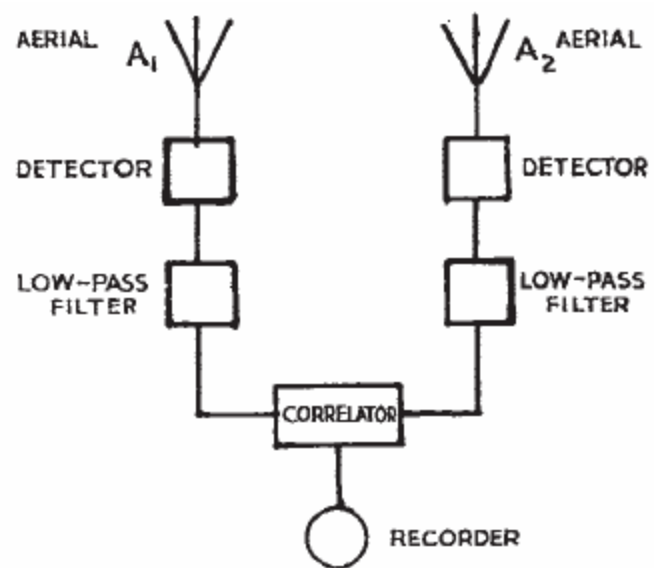 AERIAL A1 A2 AERIAL
DETECTOR DETECTOR
LOW-PASS FILTER LOW-PASS FILTER
CORRELATOR
RECORDER